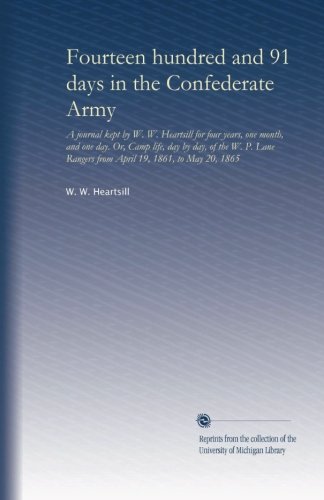 Fourteen hundred and 91
days in the Confederate
Army
A journal kept by W. W. Heartsill for four years, one month,
and one day. Or, Camp life, day by day, of the W. P. Lane
Rangers from April 19, 1861, to May 20, 1865
W. W. Heartsill
Reprints from the collection of the
University of Michigan Library